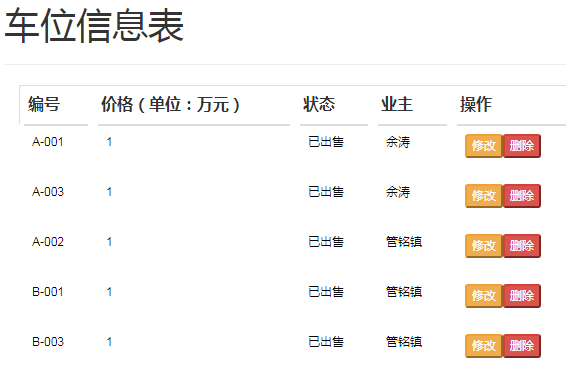 车位信息表
编号 价格（单位：万元） 状态 业主 操作
A-001 1 已出售 余涛 修改 删除
A-003 1 已出售 余涛 修改 删除
A-002 1 已出售 管铭镇 修改 删除
B-001 1 已出售 管铭镇 修改 删除
B-003 1 已出售 管铭镇 修改 删除